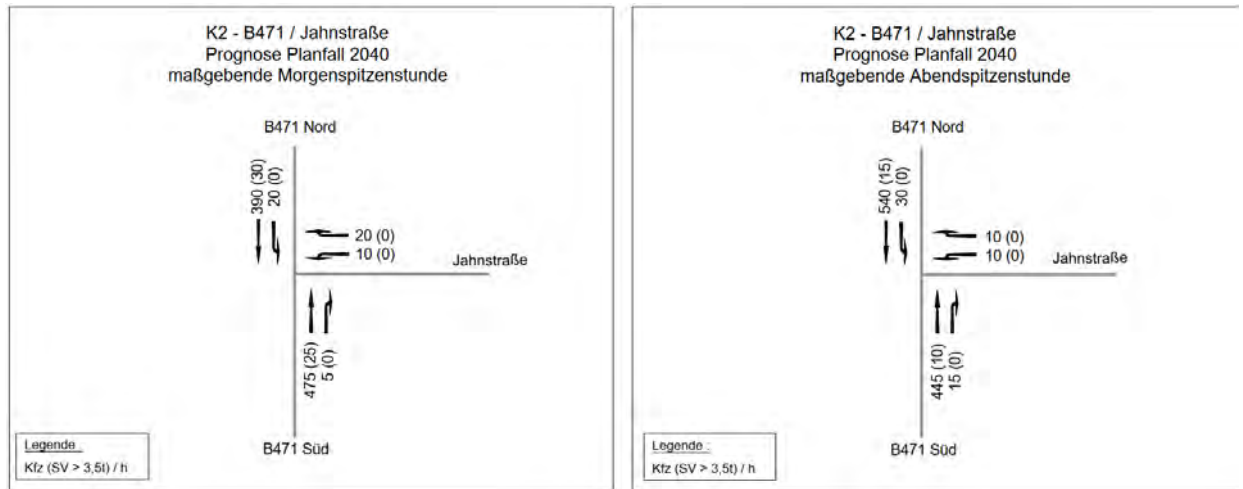 K2 - B471 / Jahnstraße
Prognose Planfall 2040
maßgebende Morgenspitzenstunde
B471 Nord
390 (30)
20 (0)
20 (0)
10 (0)
Jahnstraße
475 (25)
5 (0)
B471 Süd
Legende :
Kfz (SV > 3,5t) / h
K2 - B471 / Jahnstraße
Prognose Planfall 2040
maßgebende Abendspitzenstunde
B471 Nord
540 (15)
30 (0)
10 (0)
10 (0)
Jahnstraße
445 (10)
15 (0)
B471 Süd
Legende :
Kfz (SV > 3,5t) / h